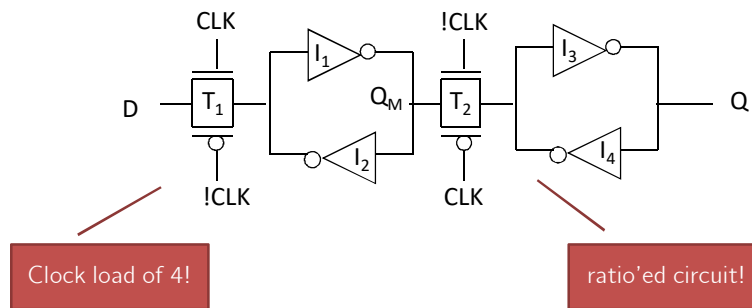 CLK
!CLK
I1
I3
D
T1
QM
T2
Q
I2
I4
!CLK
CLK
Clock load of 4!
ratio'ed circuit!